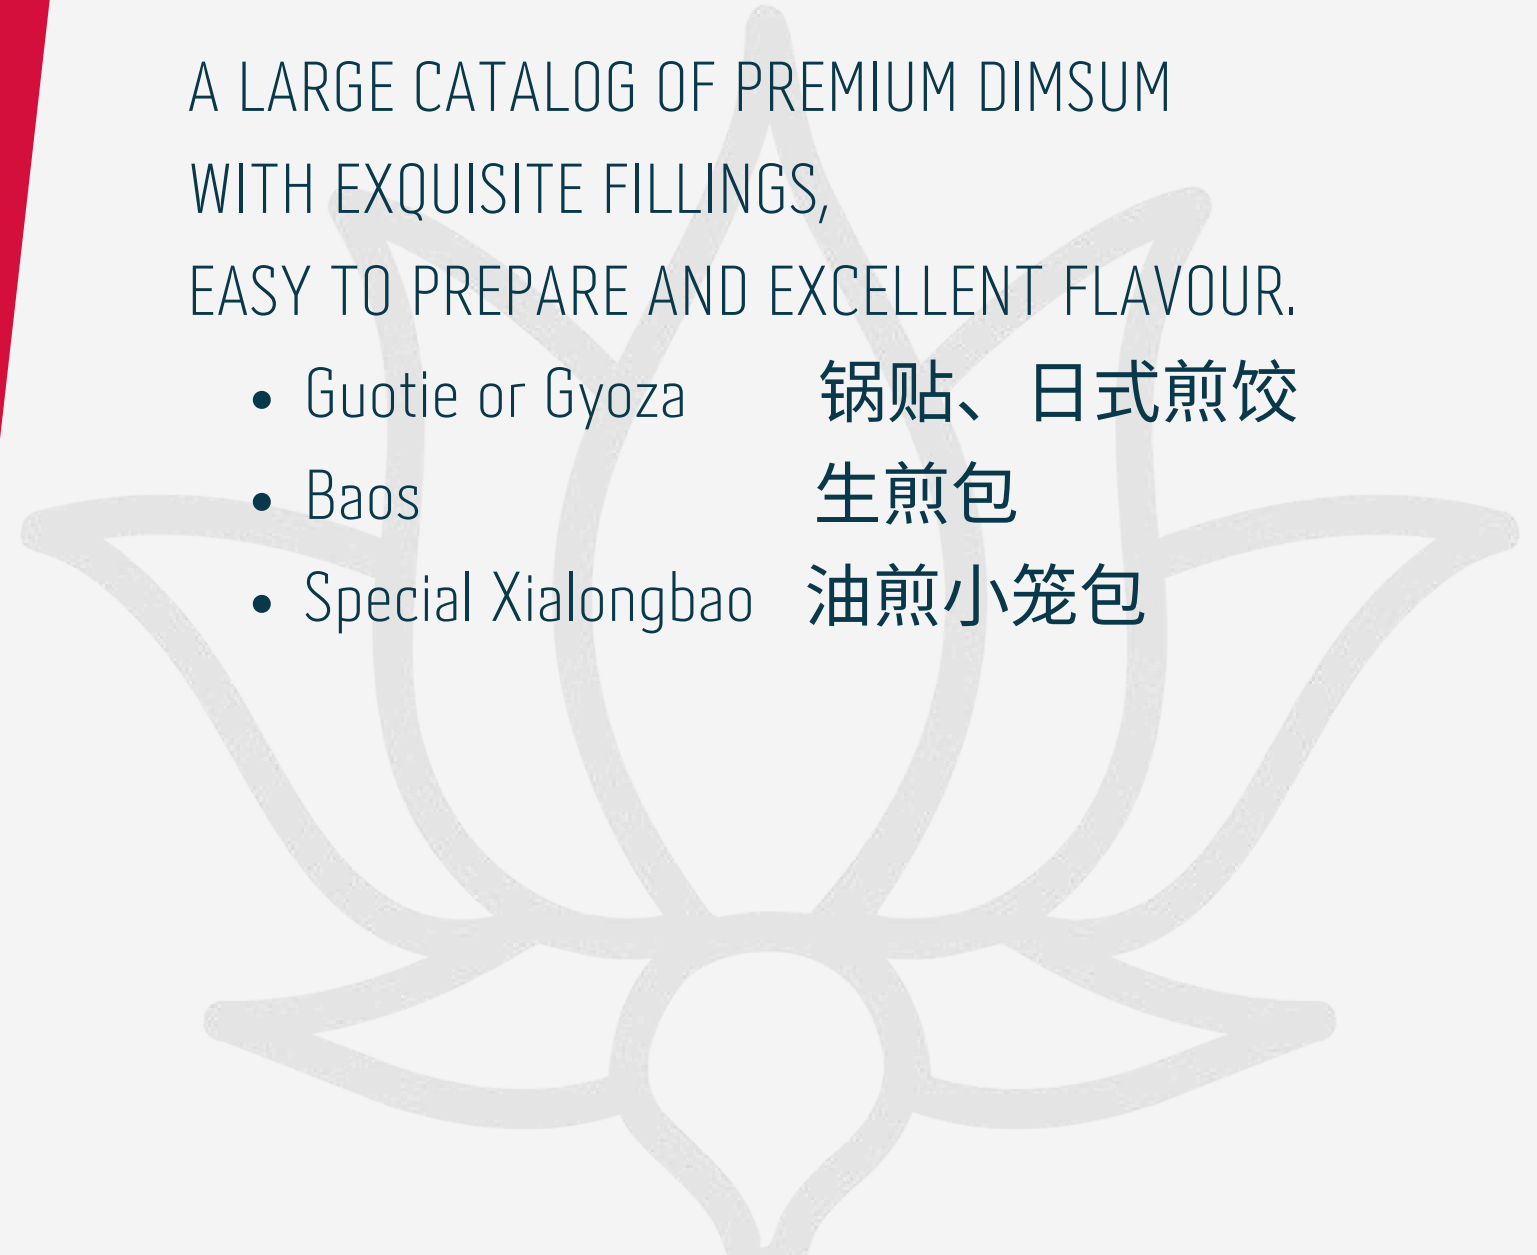 A LARGE CATALOG OF PREMIUM DIMSUM
WITH EXQUISITE FILLINGS,
EASY TO PREPARE AND EXCELLENT FLAVOUR.
• Guotie or Gyoza 锅贴、日式煎饺
• Baos 生煎包
• Special Xialongbao 油煎小笼包